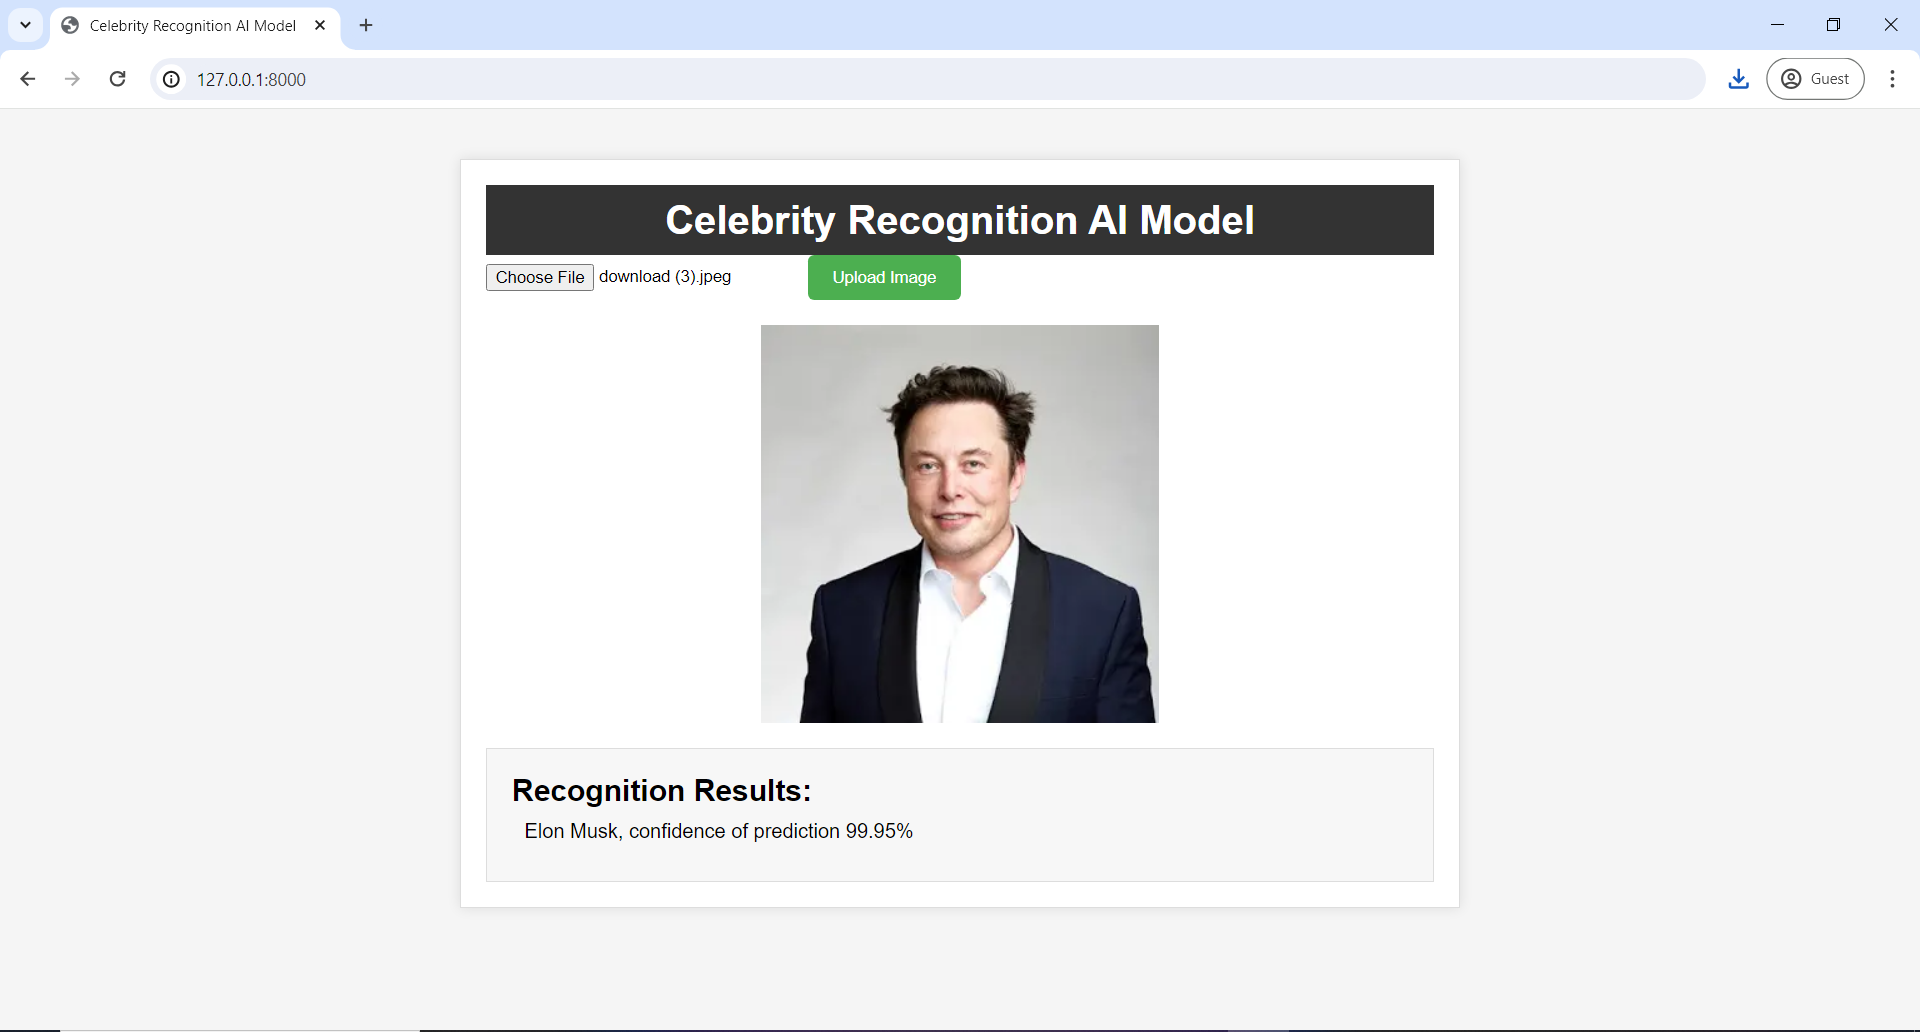 Celebrity Recognition AI Model
127.0.0.1:8000
Guest
Celebrity Recognition AI Model
Choose File download (3).jpeg Upload Image
Recognition Results:
Elon Musk, confidence of prediction 99.95%